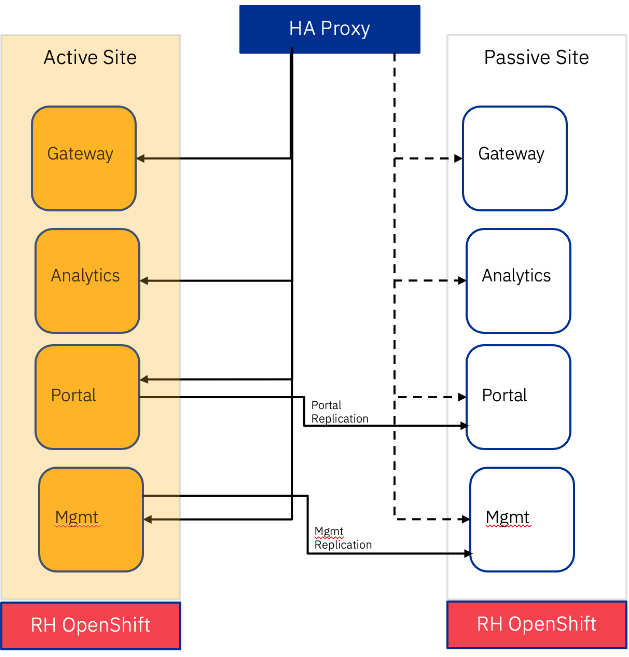 HA Proxy
Active Site
Passive Site
Gateway
Gateway
Analytics
Analytics
Portal
Portal
Portal
Replication
Mgmt
Mgmt
Mgmt
Replication
RH OpenShift
RH OpenShift